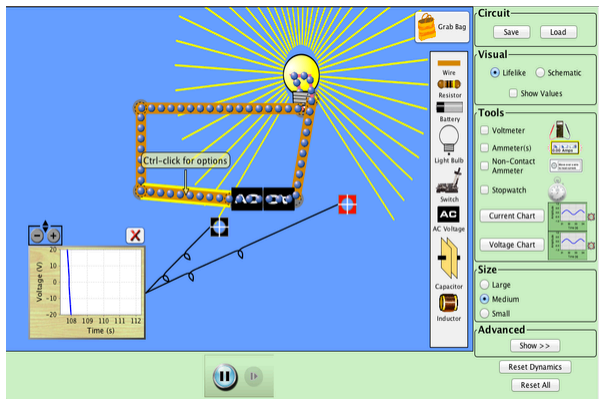 Grab Bag
Wire
Resistor
Battery
Light Bulb
Switch
AC
AC Voltage
Capacitor
Inductor
Ctrl-click for options
Voltage (V)
20
10
0
-10
-20
108 109 110 111 112
Time (s)
Circuit
Save Load
Visual
Lifelike Schematic
Show Values
Tools
Voltmeter
Ammeter(s)
Non-Contact
Ammeter
Stopwatch
Current Chart
Voltage Chart
Size
Large
Medium
Small
Advanced
Show >>
Reset Dynamics
Reset All